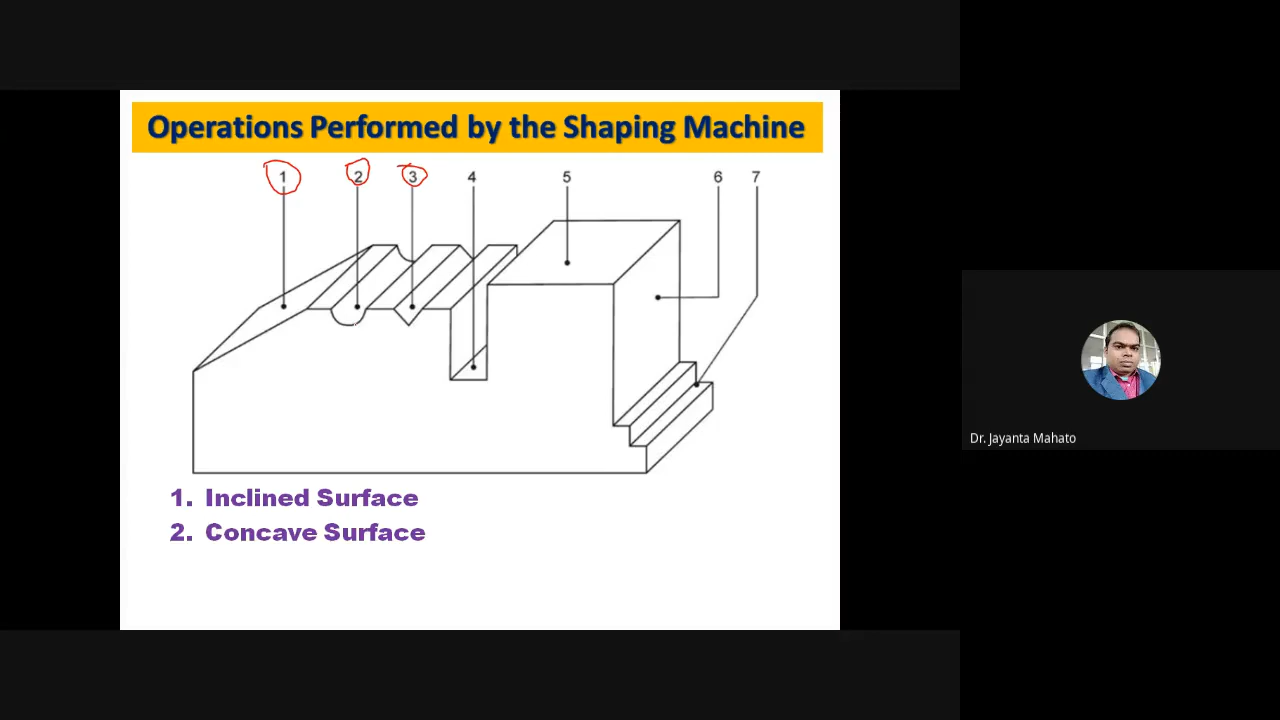 Operations Performed by the Shaping Machine
1 2 3 4 5 6 7
1. Inclined Surface
2. Concave Surface
Dr. Jayanta Mahato